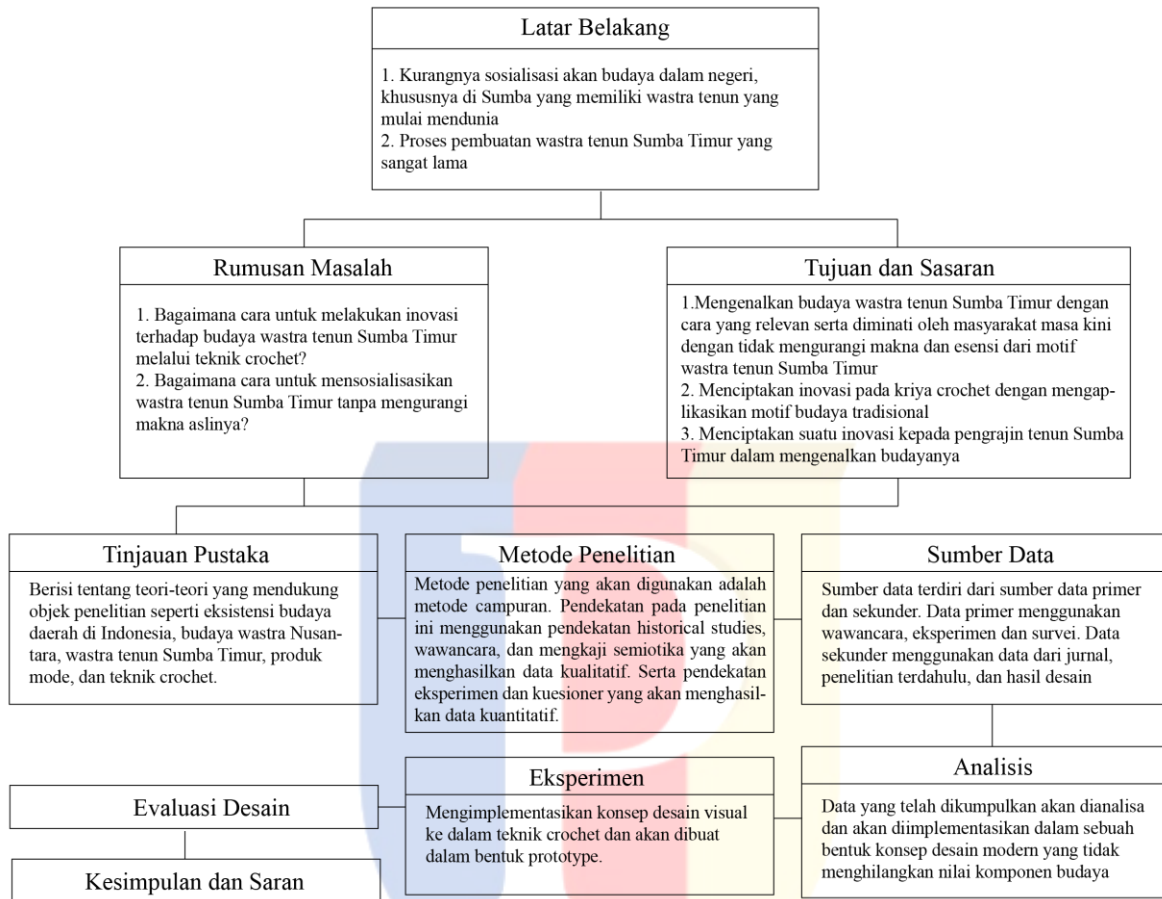 Latar Belakang
1. Kurangnya sosialisasi akan budaya dalam negeri,
khususnya di Sumba yang memiliki wastra tenun yang
mulai mendunia
2. Proses pembuatan wastra tenun Sumba Timur yang
sangat lama
Rumusan Masalah
1. Bagaimana cara untuk melakukan inovasi
terhadap budaya wastra tenun Sumba Timur
melalui teknik crochet?
2. Bagaimana cara untuk mensosialisasikan
wastra tenun Sumba Timur tanpa mengurangi
makna aslinya?
Tujuan dan Sasaran
1.Mengenalkan budaya wastra tenun Sumba Timur dengan
cara yang relevan serta diminati oleh masyarakat masa kini
dengan tidak mengurangi makna dan esensi dari motif
wastra tenun Sumba Timur
2. Menciptakan inovasi pada kriya crochet dengan mengap-
plikasikan motif budaya tradisional
3. Menciptakan suatu inovasi kepada pengrajin tenun Sumba
Timur dalam mengenalkan budayanya
Tinjauan Pustaka
Berisi tentang teori-teori yang mendukung
objek penelitian seperti eksistensi budaya
daerah di Indonesia, budaya wastra Nusan-
tara, wastra tenun Sumba Timur, produk
mode, dan teknik crochet.
Metode Penelitian
Metode penelitian yang akan digunakan adalah
metode campuran. Pendekatan pada penelitian
ini menggunakan pendekatan historical studies,
wawancara, dan mengkaji semiotika yang akan
menghasilkan data kualitatif. Serta pendekatan
eksperimen dan kuesioner yang akan menghasil-
kan data kuantitatif.
Sumber Data
Sumber data terdiri dari sumber data primer
dan sekunder. Data primer menggunakan
wawancara, eksperimen dan survei. Data
sekunder menggunakan data dari jurnal,
penelitian terdahulu, dan hasil desain
Analisis
Data yang telah dikumpulkan akan dianalisa
dan akan diimplementasikan dalam sebuah
bentuk konsep desain modern yang tidak
menghilangkan nilai komponen budaya
Eksperimen
Mengimplementasikan konsep desain visual
ke dalam teknik crochet dan akan dibuat
dalam bentuk prototype.
Evaluasi Desain
Kesimpulan dan Saran